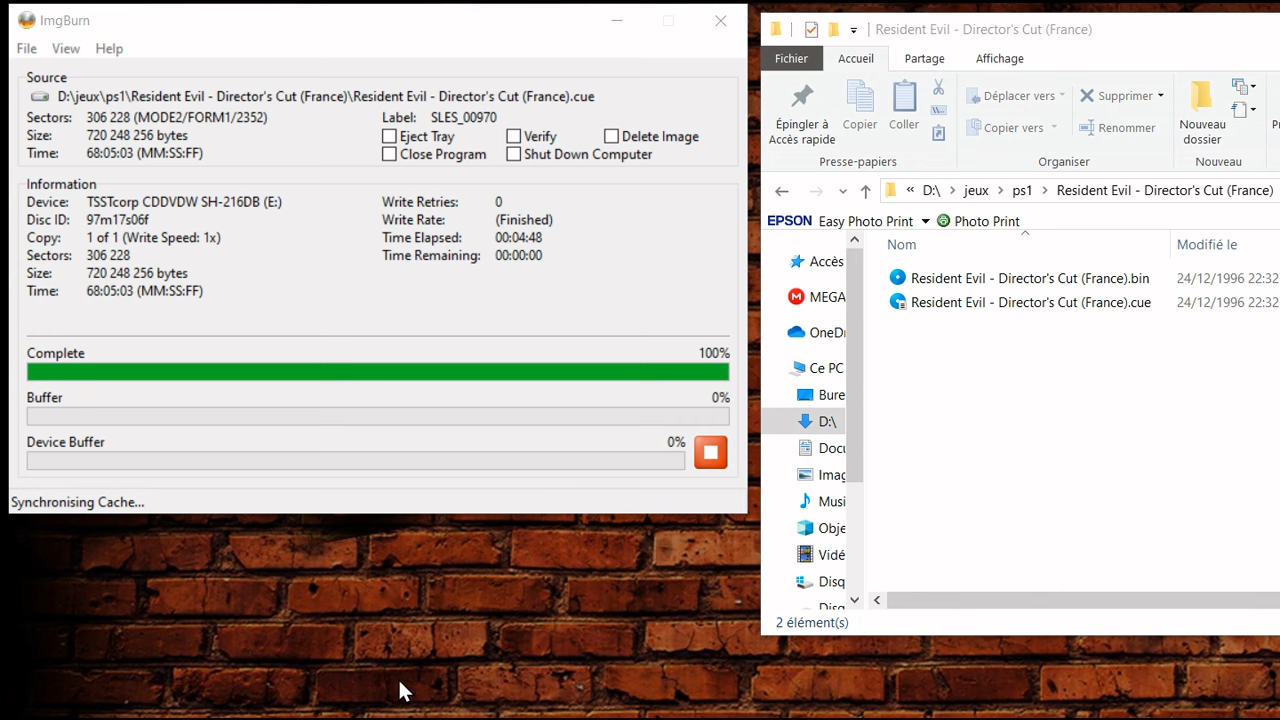 ImgBurn
File View Help
Source
D:\jeux\ps1\Resident Evil - Director's Cut (France)\Resident Evil - Director's Cut (France).cue
Sectors: 306 228 (MODE2/FORM1/2352) Label: SLES_00970
Size: 720 248 256 bytes Eject Tray Verify Delete Image
Time: 68:05:03 (MM:SS:FF) Close Program Shut Down Computer
Information
Device: TSSTcorp CDDVDW SH-216DB (E:) Write Retries: 0
Disc ID: 97m17s06f Write Rate: (Finished)
Copy: 1 of 1 (Write Speed: 1x) Time Elapsed: 00:04:48
Sectors: 306 228 Time Remaining: 00:00:00
Size: 720 248 256 bytes
Time: 68:05:03 (MM:SS:FF)
Complete 100%
Buffer 0%
Device Buffer 0%
Synchronising Cache...
Resident Evil - Director's Cut (France)
Fichier Accueil Partage Affichage
Épingler à Accès rapide Copier Coller
Déplacer vers Supprimer
Copier vers Renommer
Nouveau dossier
Presse-papiers Organiser Nouveau
« D:\ jeux ps1 Resident Evil - Director's Cut (France)
EPSON Easy Photo Print Photo Print
Nom Modifié le
Accès
MEGA
OneDr
Ce PC
Bure
D:\
Docu
Imag
Musi
Obje
Vidé
Disq
Resident Evil - Director's Cut (France).bin 24/12/1996 22:32
Resident Evil - Director's Cut (France).cue 24/12/1996 22:32
2 élément(s)